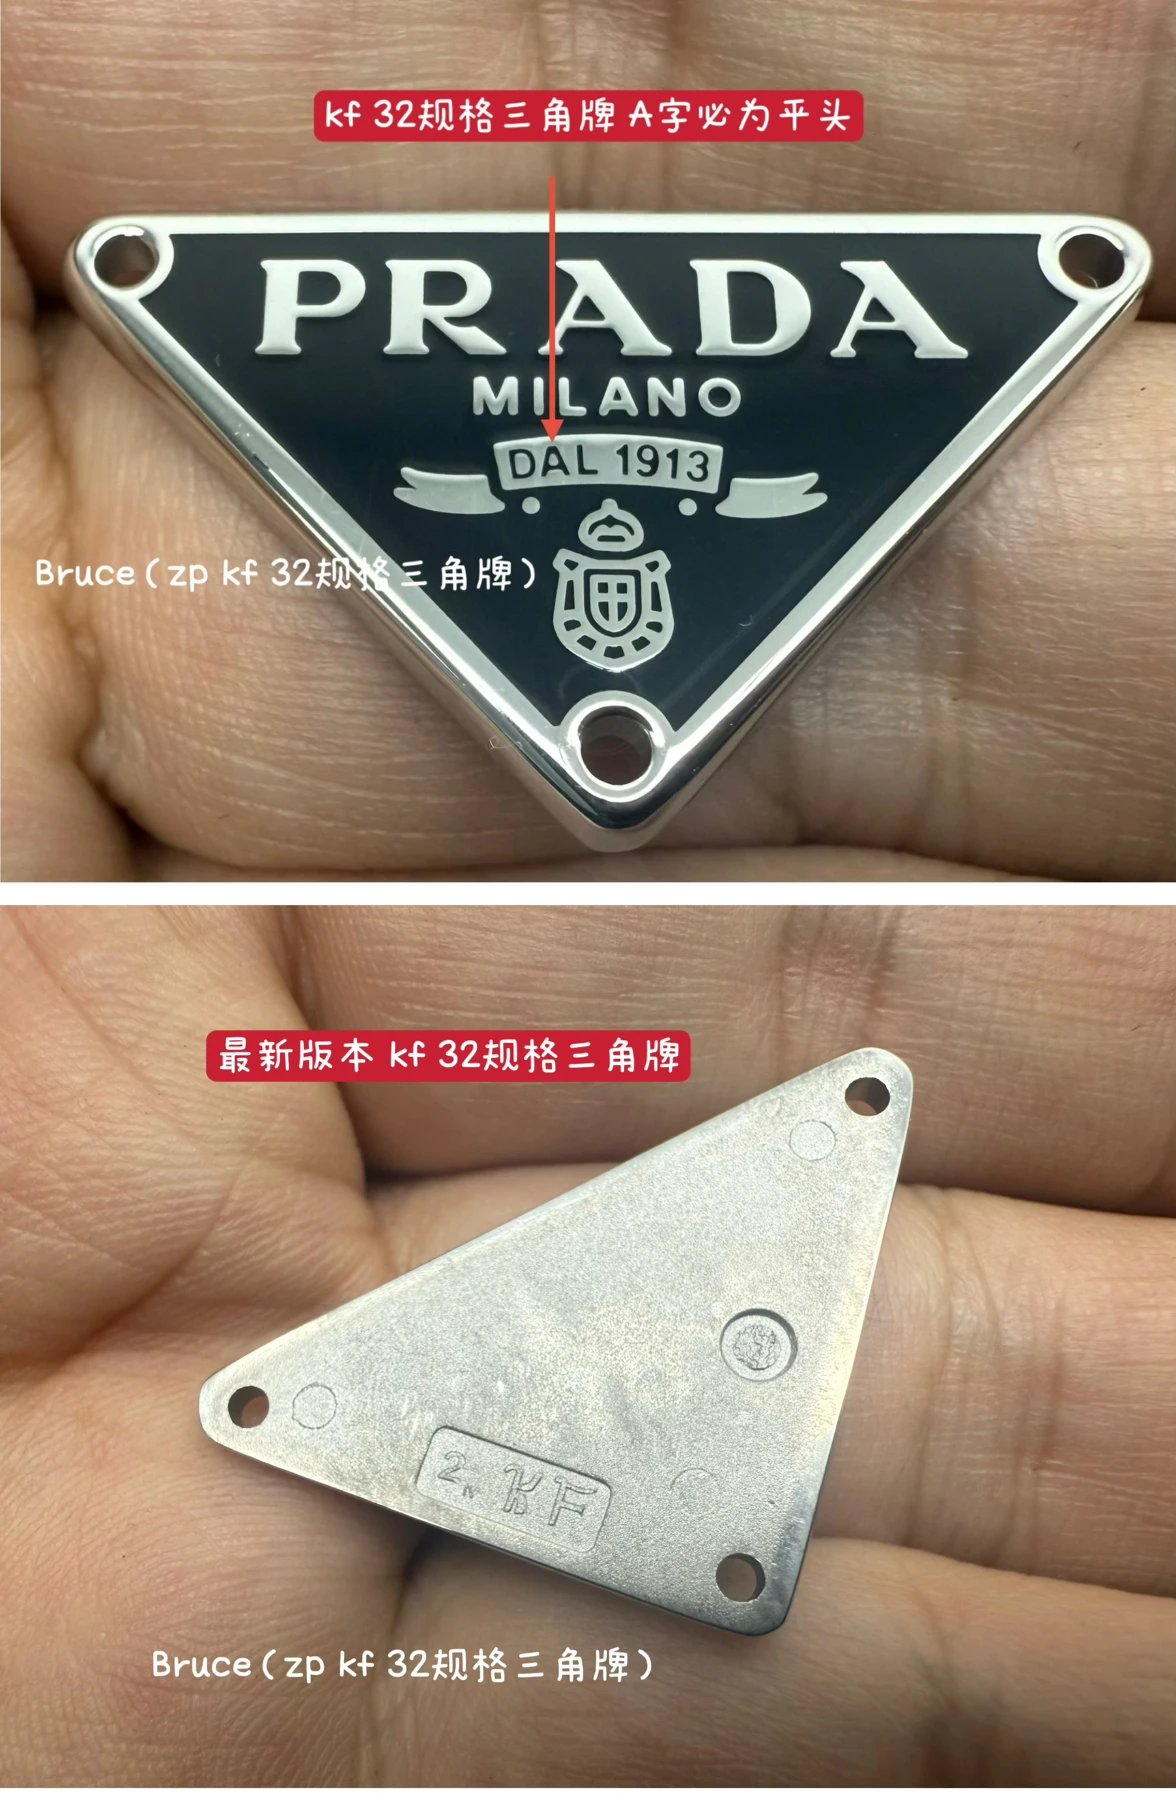 kf 32规格三角牌 A字必为平头
PRADA
MILANO
DAL 1913
Bruce（zp kf 32规格三角牌）
最新版本 kf 32规格三角牌
2 KF
Bruce（zp kf 32规格三角牌）